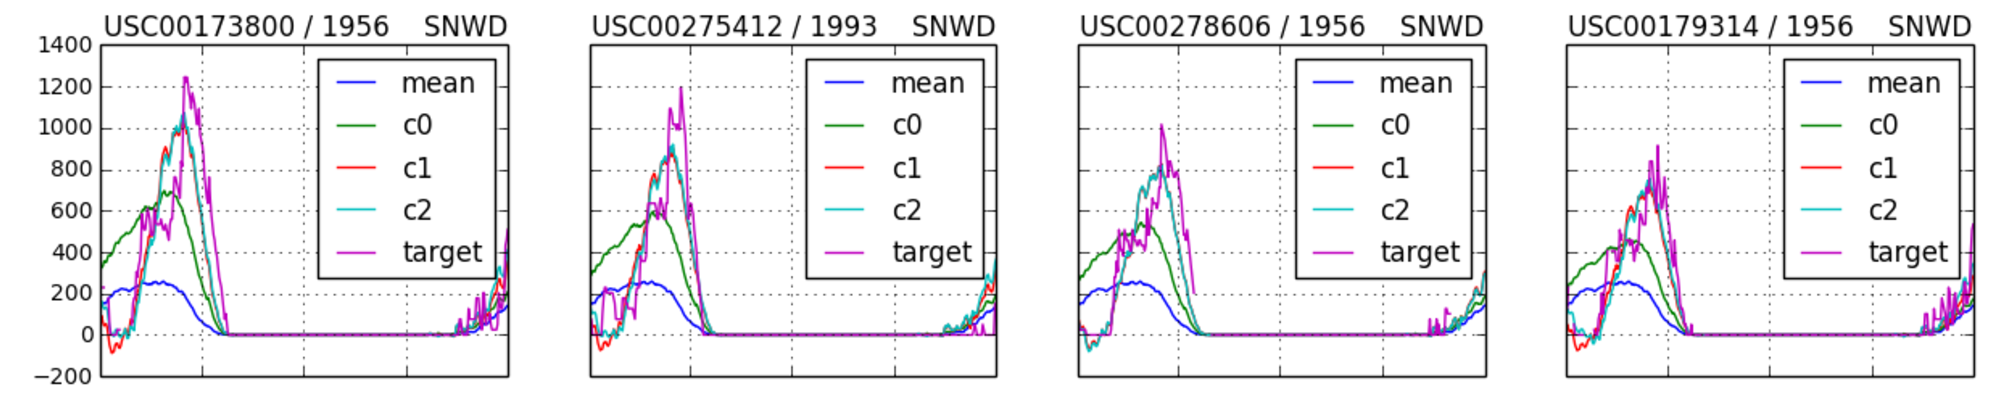 USC00173800 / 1956 SNWD
1400
1200
1000
800
600
400
200
0
−200
mean
c0
c1
c2
target
USC00275412 / 1993 SNWD
mean
c0
c1
c2
target
USC00278606 / 1956 SNWD
mean
c0
c1
c2
target
USC00179314 / 1956 SNWD
mean
c0
c1
c2
target